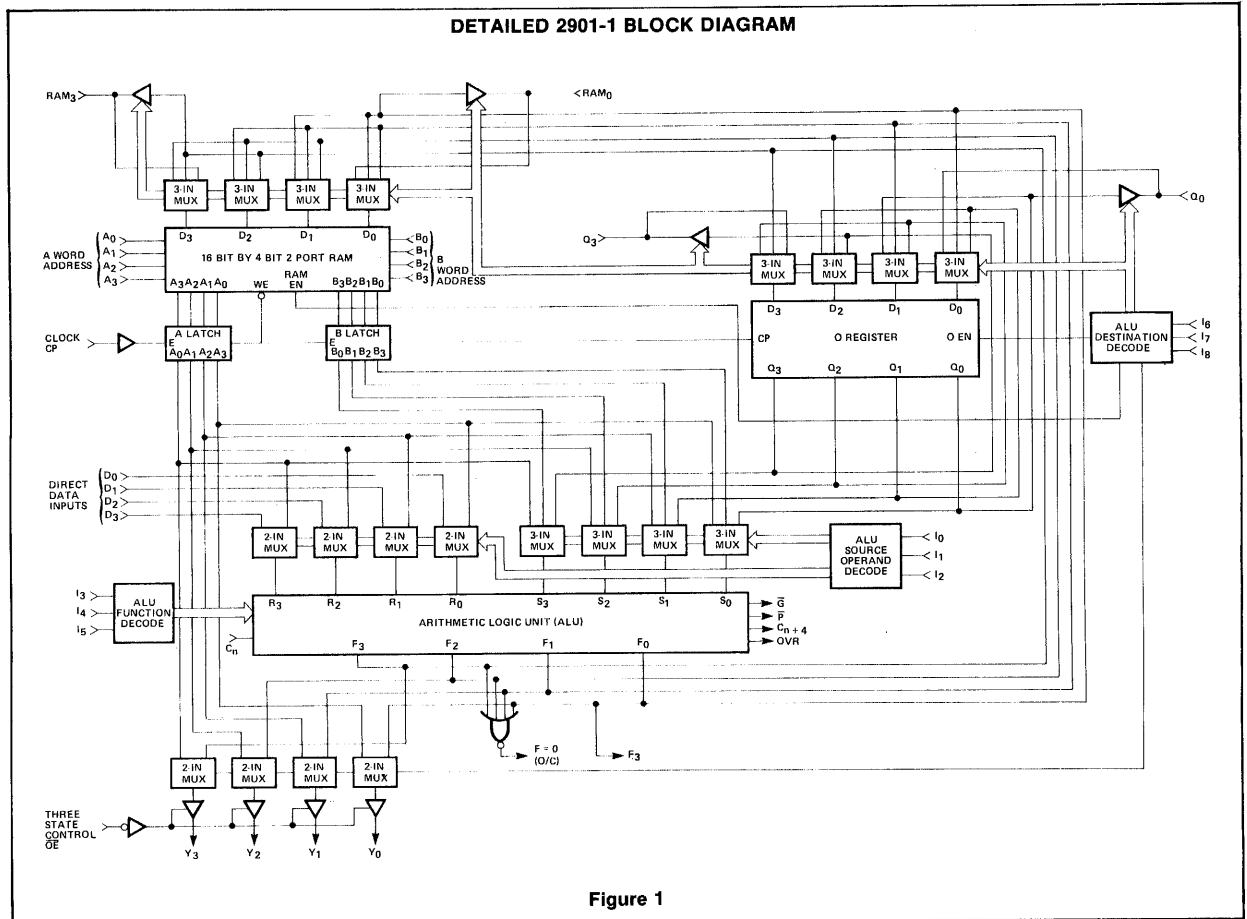 DETAILED 2901-1 BLOCK DIAGRAM
RAM3
RAM0
3-IN MUX
3-IN MUX
3-IN MUX
3-IN MUX
Q0
Q3
A WORD ADDRESS
A0
A1
A2
A3
D3 D2 D1 D0
16 BIT BY 4 BIT 2 PORT RAM
A3 A2 A1 A0
WE
RAM EN
B3 B2 B1 B0
B0
B1
B2
B3
B WORD ADDRESS
3-IN MUX
3-IN MUX
3-IN MUX
3-IN MUX
D3 D2 D1 D0
CP
O REGISTER
O EN
Q3 Q2 Q1 Q0
ALU DESTINATION DECODE
I6
I7
I8
CLOCK CP
A LATCH
E
A0 A1 A2 A3
B LATCH
E
B0 B1 B2 B3
DIRECT DATA INPUTS
D0
D1
D2
D3
2-IN MUX
2-IN MUX
2-IN MUX
2-IN MUX
3-IN MUX
3-IN MUX
3-IN MUX
3-IN MUX
ALU SOURCE OPERAND DECODE
I0
I1
I2
I3
I4
I5
ALU FUNCTION DECODE
R3 R2 R1 R0 S3 S2 S1 S0
ARITHMETIC LOGIC UNIT (ALU)
Cn
F3 F2 F1 F0
G̅
P̅
Cn+4
OVR
F = 0
(O/C)
F3
2-IN MUX
2-IN MUX
2-IN MUX
2-IN MUX
THREE STATE CONTROL
O̅E̅
Y3 Y2 Y1 Y0
Figure 1